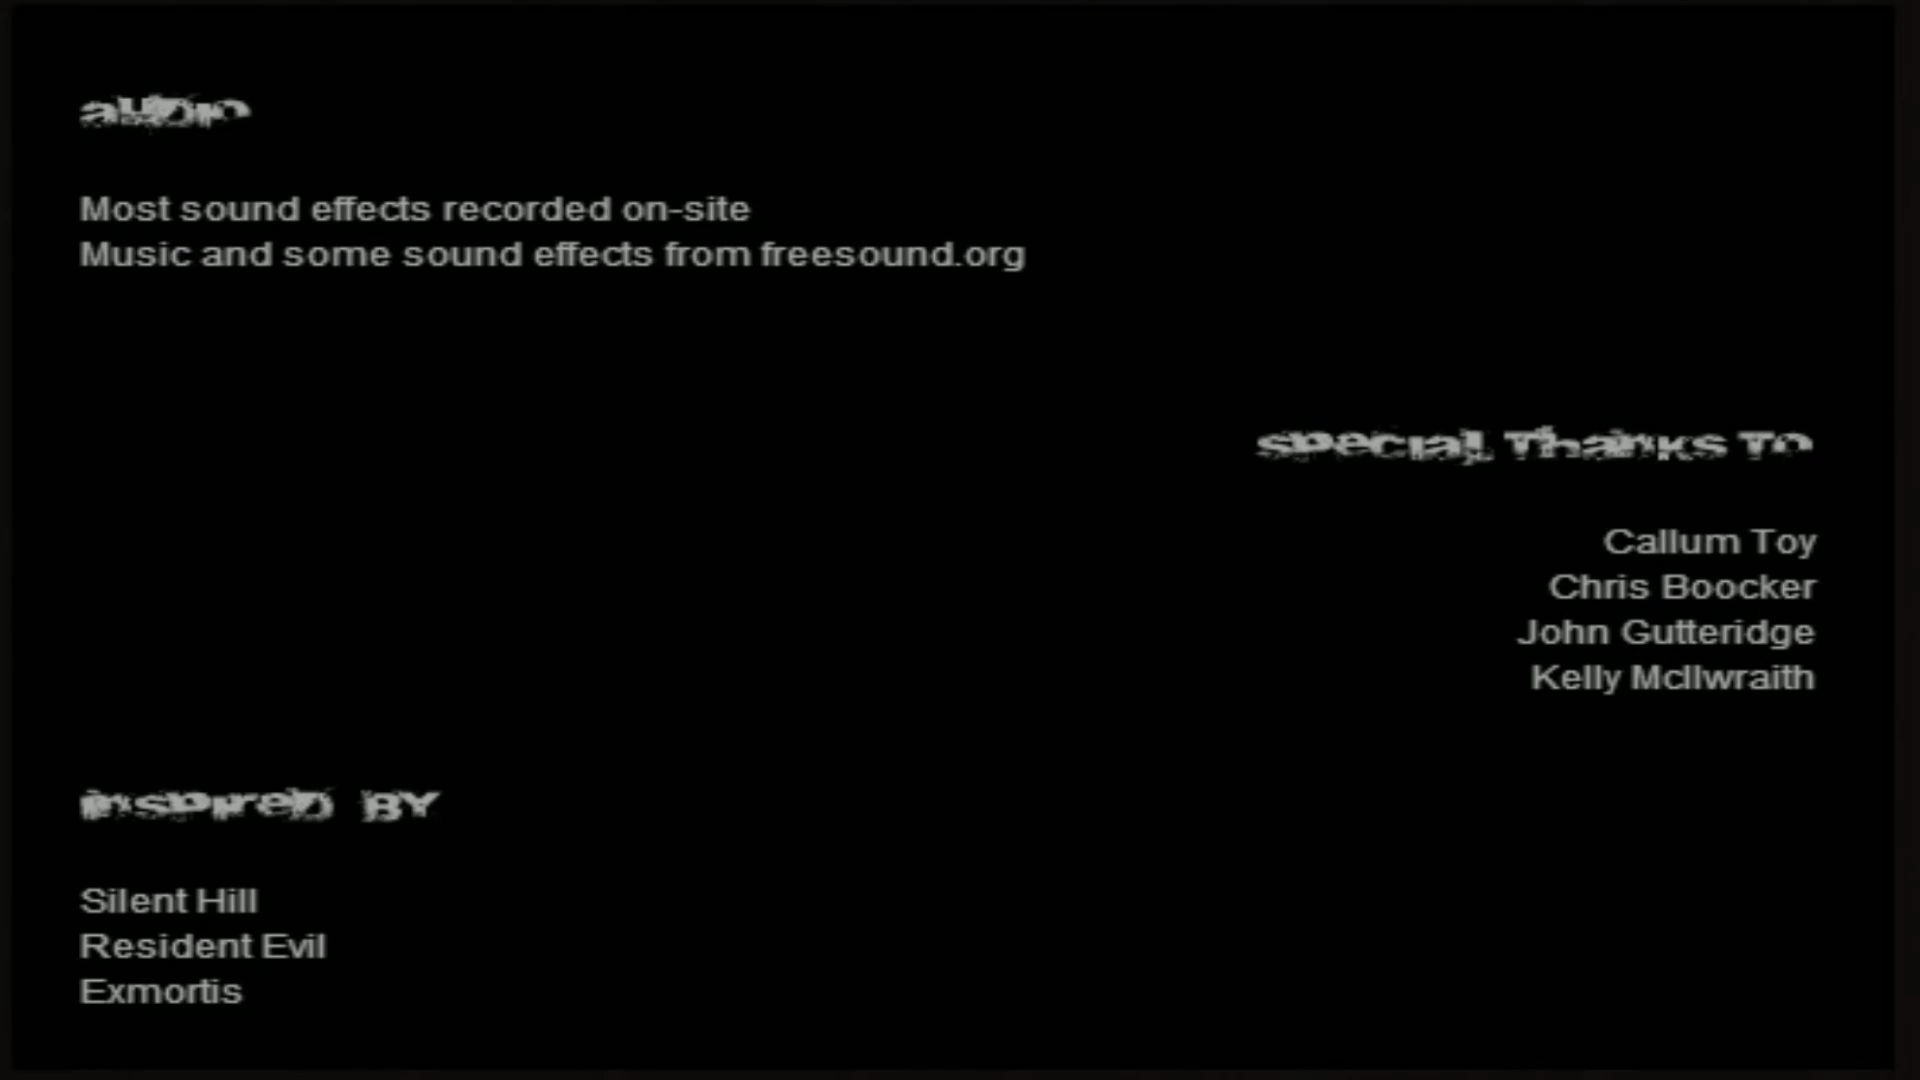 audio
Most sound effects recorded on-site
Music and some sound effects from freesound.org
special Thanks To
Callum Toy
Chris Boocker
John Gutteridge
Kelly McIlwraith
inspired BY
Silent Hill
Resident Evil
Exmortis